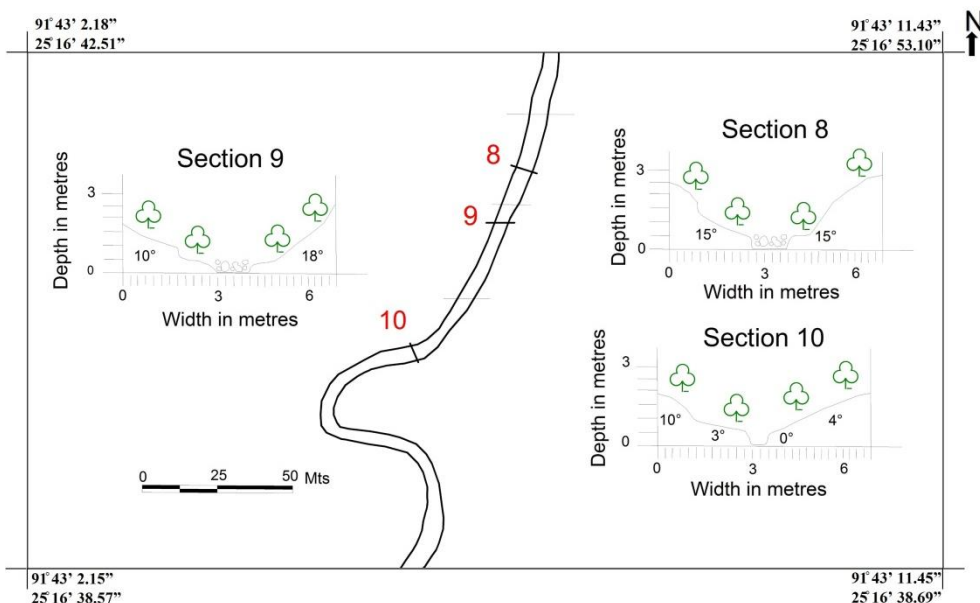 91° 43’ 2.18”
25° 16’ 42.51”
91° 43’ 11.43”
25° 16’ 53.10”
N
Section 9
Depth in metres
3
0
10°
18°
0 3 6
Width in metres
8
9
10
Section 8
Depth in metres
3
0
15°
15°
0 3 6
Width in metres
Section 10
Depth in metres
3
0
10°
3°
0°
4°
0 3 6
Width in metres
0 25 50 Mts
91° 43’ 2.15”
25° 16’ 38.57”
91° 43’ 11.45”
25° 16’ 38.69”